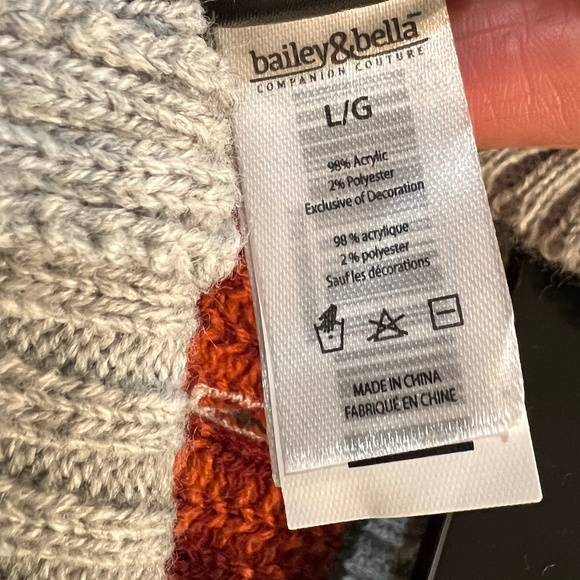 bailey&bella™
COMPANION COUTURE
L/G
98% Acrylic
2% Polyester
Exclusive of Decoration
98 % acrylique
2 % polyester
Sauf les décorations
MADE IN CHINA
FABRIQUÉ EN CHINE